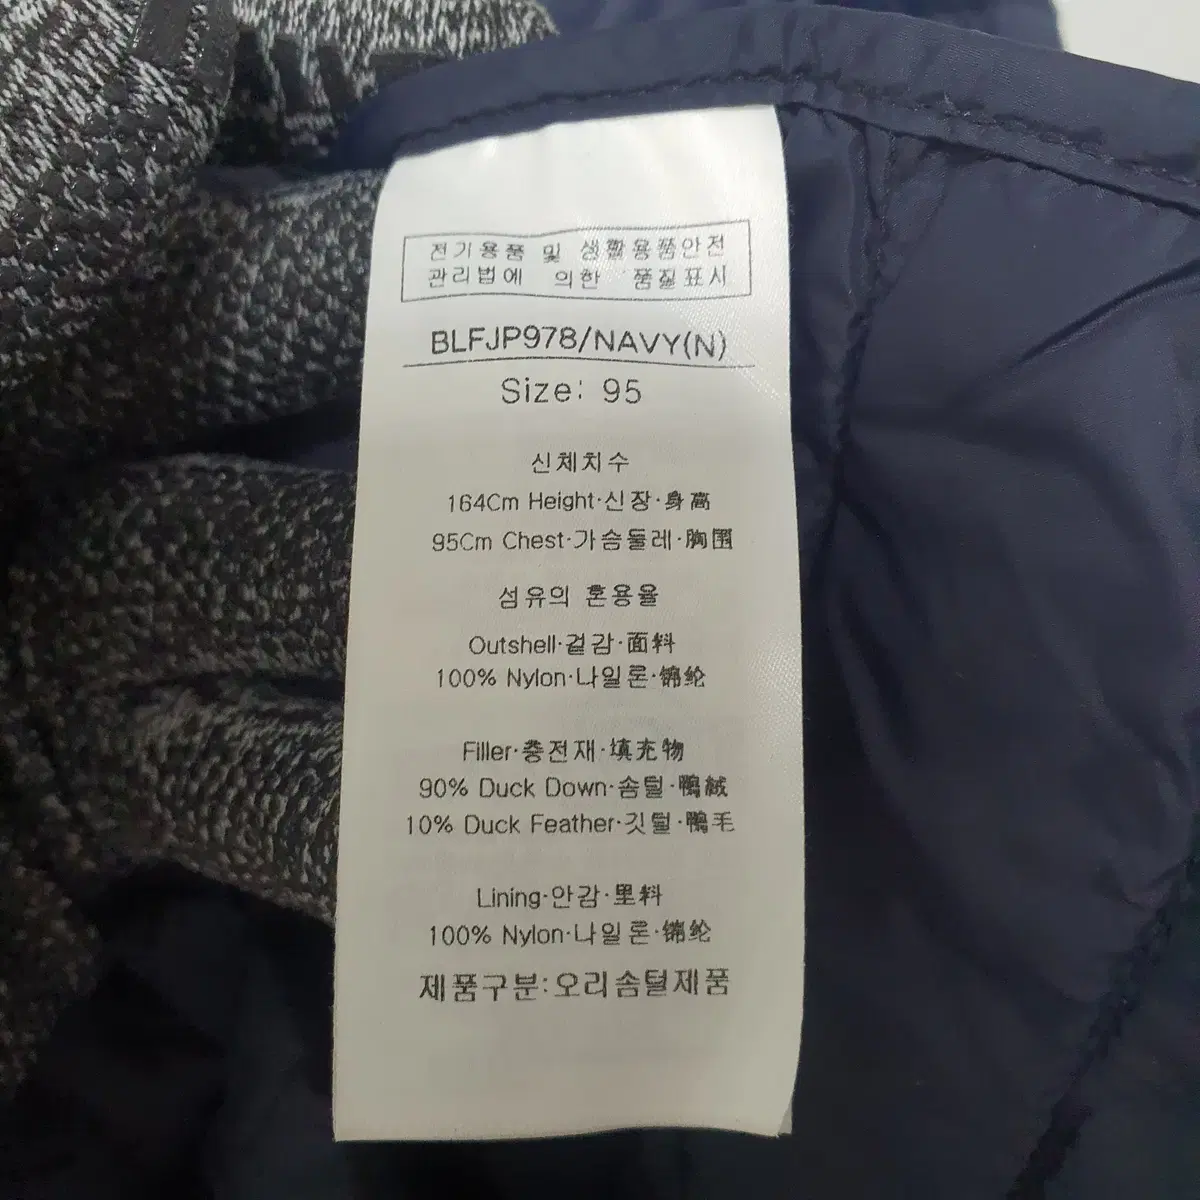 전기용품 및 생활용품안전
관리법에 의한 품질표시
BLFJP978/NAVY(N)
Size: 95
신체치수
164Cm Height·신장·身高
95Cm Chest·가슴둘레·胸围
섬유의 혼용율
Outshell·겉감·面料
100% Nylon·나일론·锦纶
Filler·충전재·填充物
90% Duck Down·솜털·鸭絨
10% Duck Feather·깃털·鸭毛
Lining·안감·里料
100% Nylon·나일론·锦纶
제품구분:오리솜털제품